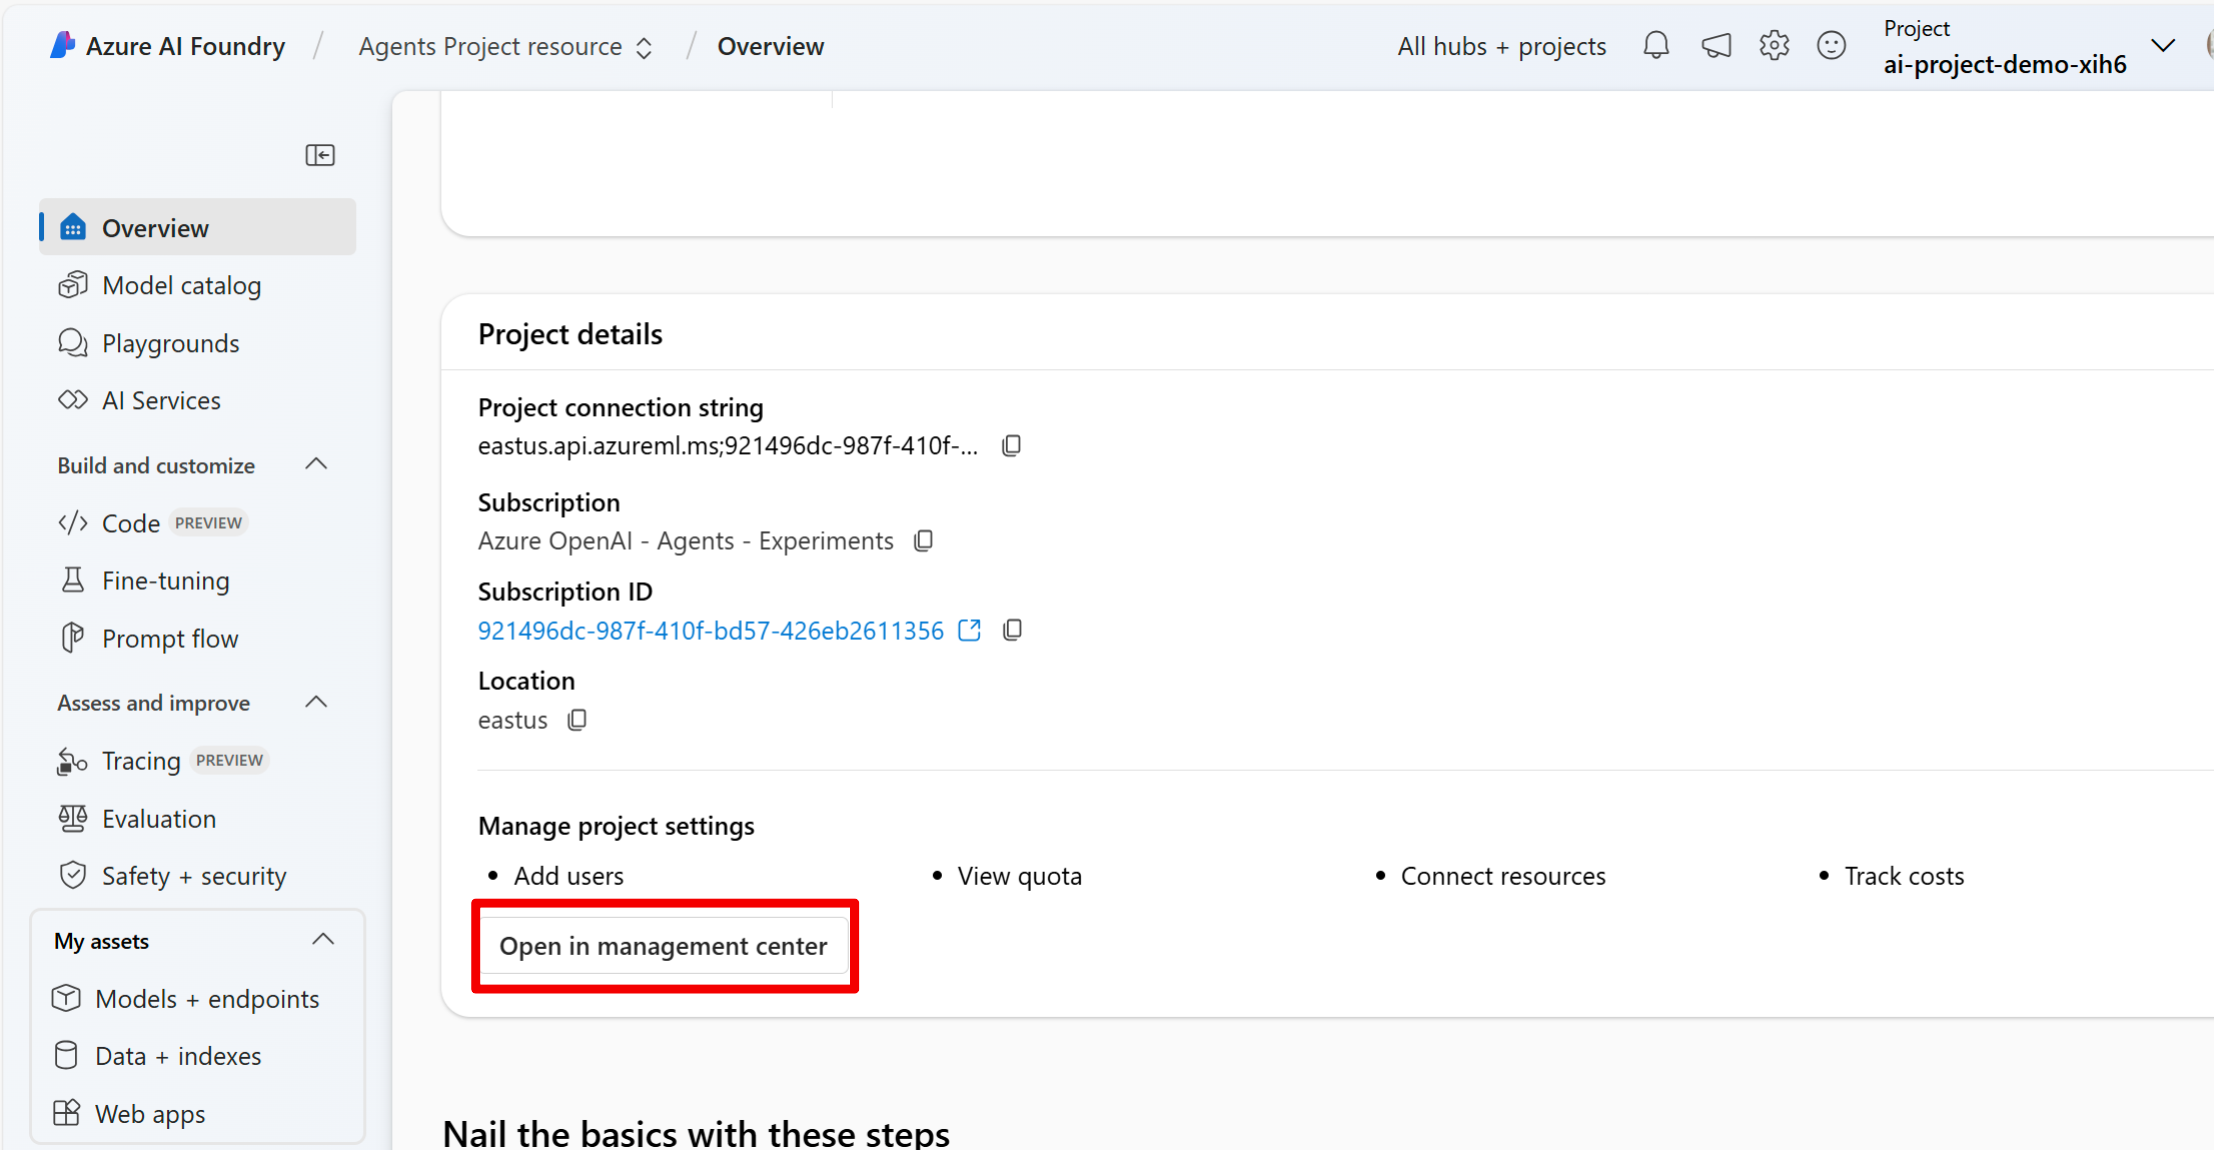 Azure AI Foundry / Agents Project resource / Overview
All hubs + projects
Project
ai-project-demo-xih6
Overview
Model catalog
Playgrounds
AI Services
Build and customize
Code PREVIEW
Fine-tuning
Prompt flow
Assess and improve
Tracing PREVIEW
Evaluation
Safety + security
My assets
Models + endpoints
Data + indexes
Web apps
Project details
Project connection string
eastus.api.azureml.ms;921496dc-987f-410f-...
Subscription
Azure OpenAI - Agents - Experiments
Subscription ID
921496dc-987f-410f-bd57-426eb2611356
Location
eastus
Manage project settings
• Add users
• View quota
• Connect resources
• Track costs
Open in management center
Nail the basics with these steps